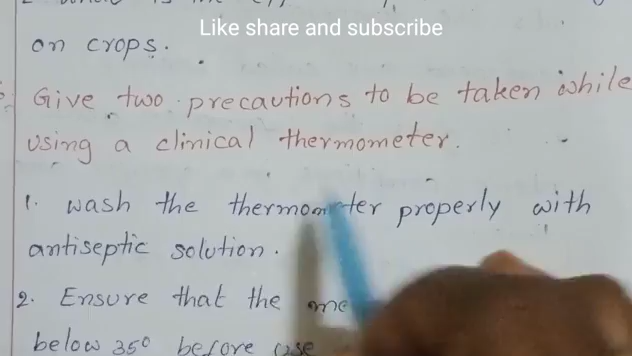 Like share and subscribe
on crops.
Give two precautions to be taken while
using a clinical thermometer.
1. wash the thermometer properly with
antiseptic solution.
2. Ensure that the me
below 35° before use